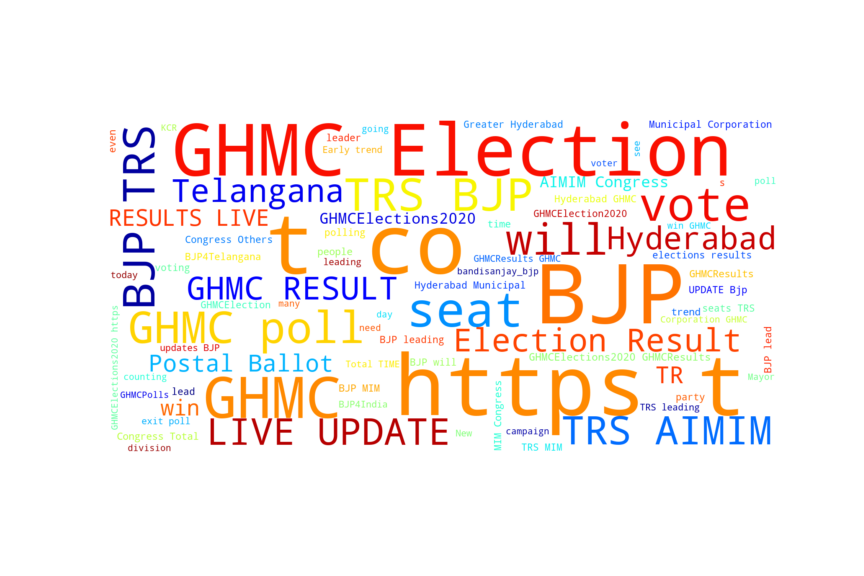 even
KCR
going
leader
Early trend
GHMC Election
Greater Hyderabad
Municipal Corporation
see
voter
BJP TRS
Telangana
TRS BJP
AIMIM Congress
s
poll
Hyderabad GHMC
vote
RESULTS LIVE
GHMCElections2020
GHMCElection2020
time
win GHMC
t co
polling
Congress Others
will
Hyderabad
BJP4Telangana
people
leading
GHMCResults GHMC
elections results
voting
today
bandisanjay_bjp
BJP
GHMCResults
GHMC RESULT
Hyderabad Municipal
UPDATE Bjp
GHMCElection
many
seat
trend
seats TRS
day
Corporation GHMC
GHMC poll
need
BJP leading
Election Result
BJP lead
GHMCElections2020 https
updates BJP
Postal Ballot
Total TIME
BJP will
GHMCElections2020 GHMCResults
https t
TR
counting
Mayor
GHMCPolls
lead
GHMC
BJP MIM
BJP4India
MIM Congress
party
win
TRS leading
exit poll
LIVE UPDATE
New
campaign
TRS AIMIM
Congress Total
division
TRS MIM